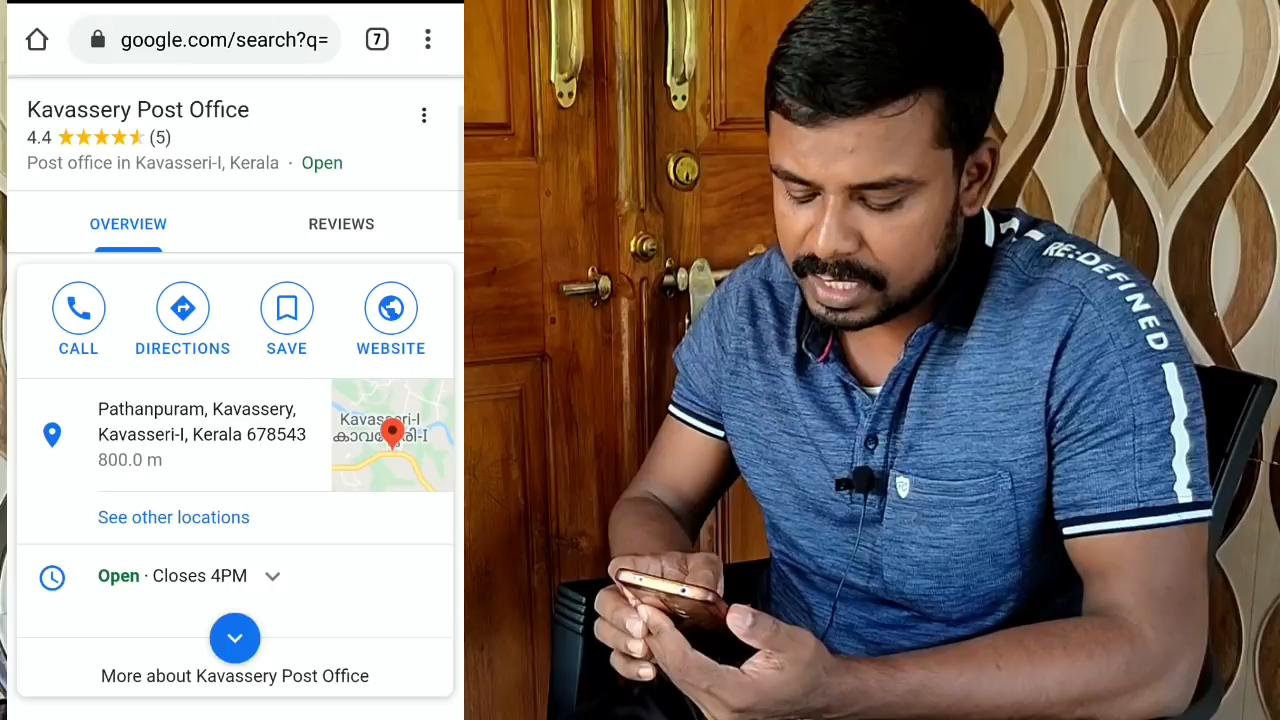 google.com/search?q=
7
Kavassery Post Office
4.4 (5)
Post office in Kavasseri-I, Kerala · Open
OVERVIEW
REVIEWS
CALL
DIRECTIONS
SAVE
WEBSITE
Pathanpuram, Kavassery,
Kavasseri-I, Kerala 678543
800.0 m
Kavasseri-I
See other locations
Open · Closes 4PM
More about Kavassery Post Office
RE:DEFINED